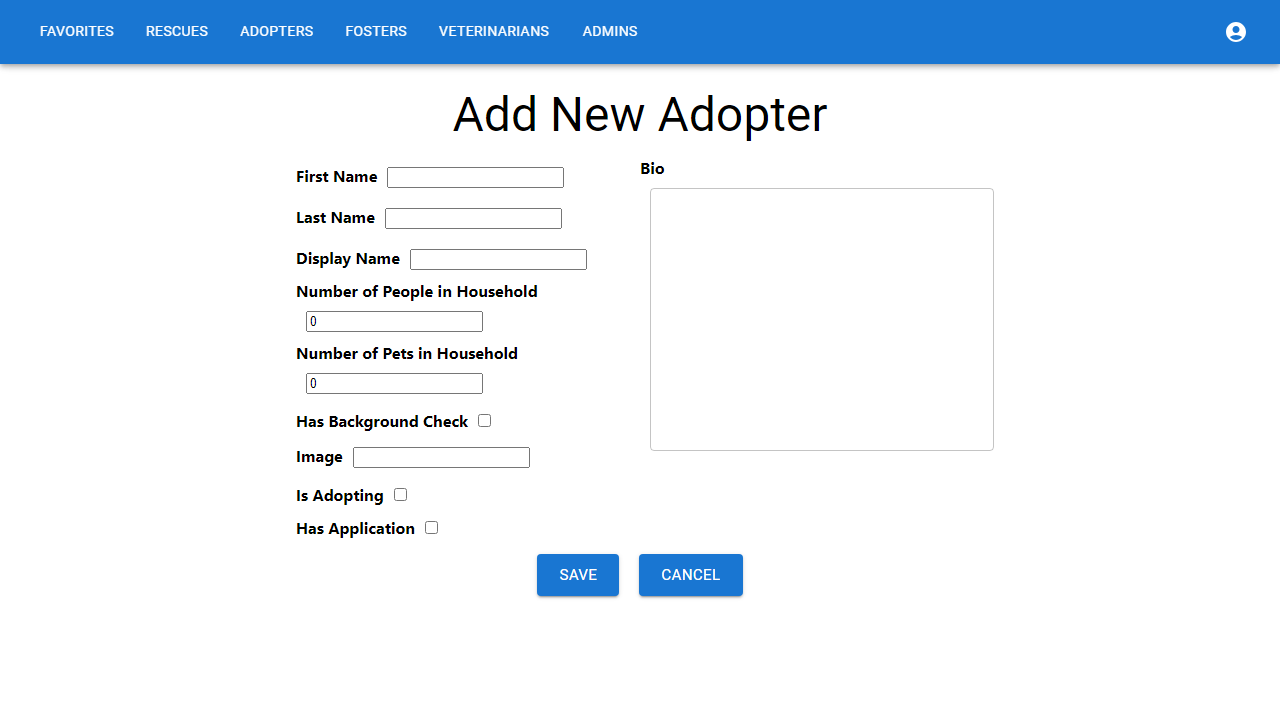 FAVORITES RESCUES ADOPTERS FOSTERS VETERINARIANS ADMINS
Add New Adopter
First Name
Last Name
Display Name
Number of People in Household
0
Number of Pets in Household
0
Has Background Check
Image
Is Adopting
Has Application
Bio
SAVE CANCEL